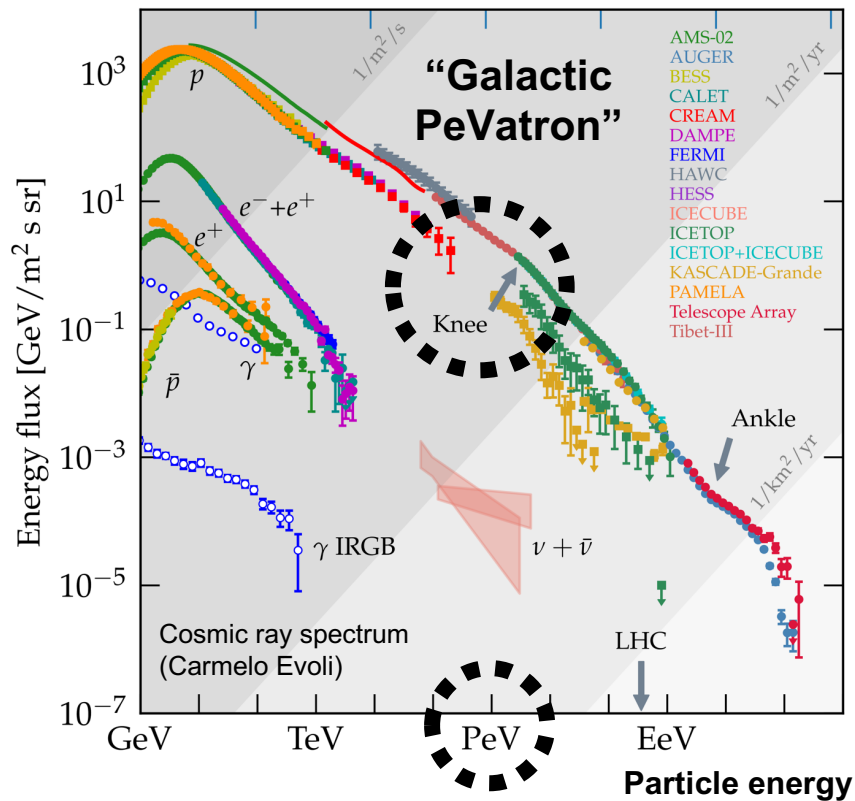 “Galactic
PeVatron”
AMS-02
AUGER
BESS
CALET
CREAM
DAMPE
FERMI
HAWC
HESS
ICECUBE
ICETOP
ICETOP+ICECUBE
KASCADE-Grande
PAMELA
Telescope Array
Tibet-III
1/m²/s
1/m²/yr
1/km²/yr
Energy flux [GeV/m² s sr]
10³
10¹
10⁻¹
10⁻³
10⁻⁵
10⁻⁷
p
e⁻+e⁺
e⁺
p̄
γ
γ IRGB
ν + ν̄
Knee
Ankle
LHC
Cosmic ray spectrum
(Carmelo Evoli)
GeV
TeV
PeV
EeV
Particle energy